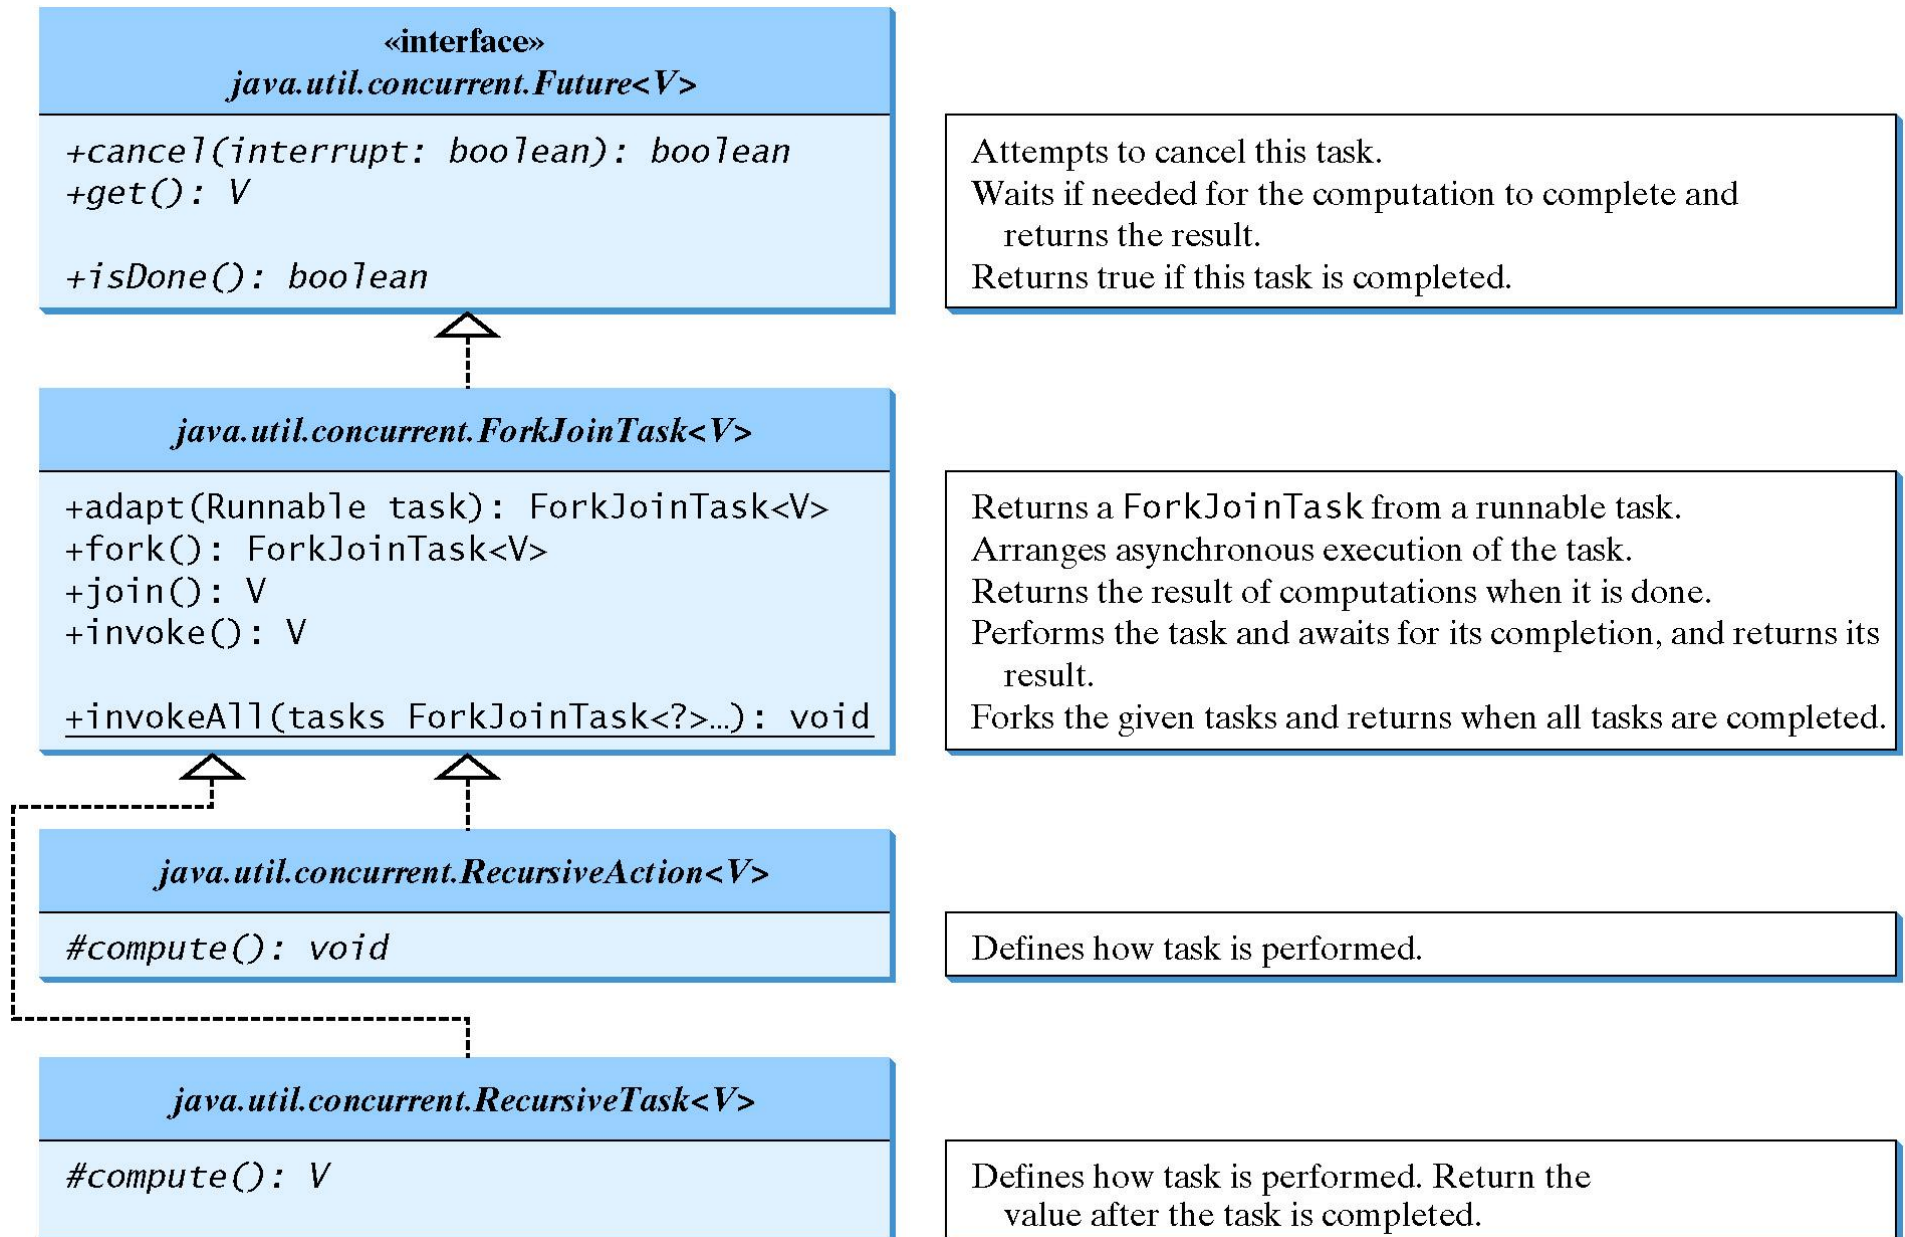 «interface»
java.util.concurrent.Future<V>
+cancel(interrupt: boolean): boolean
+get(): V
+isDone(): boolean
Attempts to cancel this task.
Waits if needed for the computation to complete and
returns the result.
Returns true if this task is completed.
java.util.concurrent.ForkJoinTask<V>
+adapt(Runnable task): ForkJoinTask<V>
+fork(): ForkJoinTask<V>
+join(): V
+invoke(): V
+invokeAll(tasks ForkJoinTask<?>…): void
Returns a ForkJoinTask from a runnable task.
Arranges asynchronous execution of the task.
Returns the result of computations when it is done.
Performs the task and awaits for its completion, and returns its
result.
Forks the given tasks and returns when all tasks are completed.
java.util.concurrent.RecursiveAction<V>
#compute(): void
Defines how task is performed.
java.util.concurrent.RecursiveTask<V>
#compute(): V
Defines how task is performed. Return the
value after the task is completed.